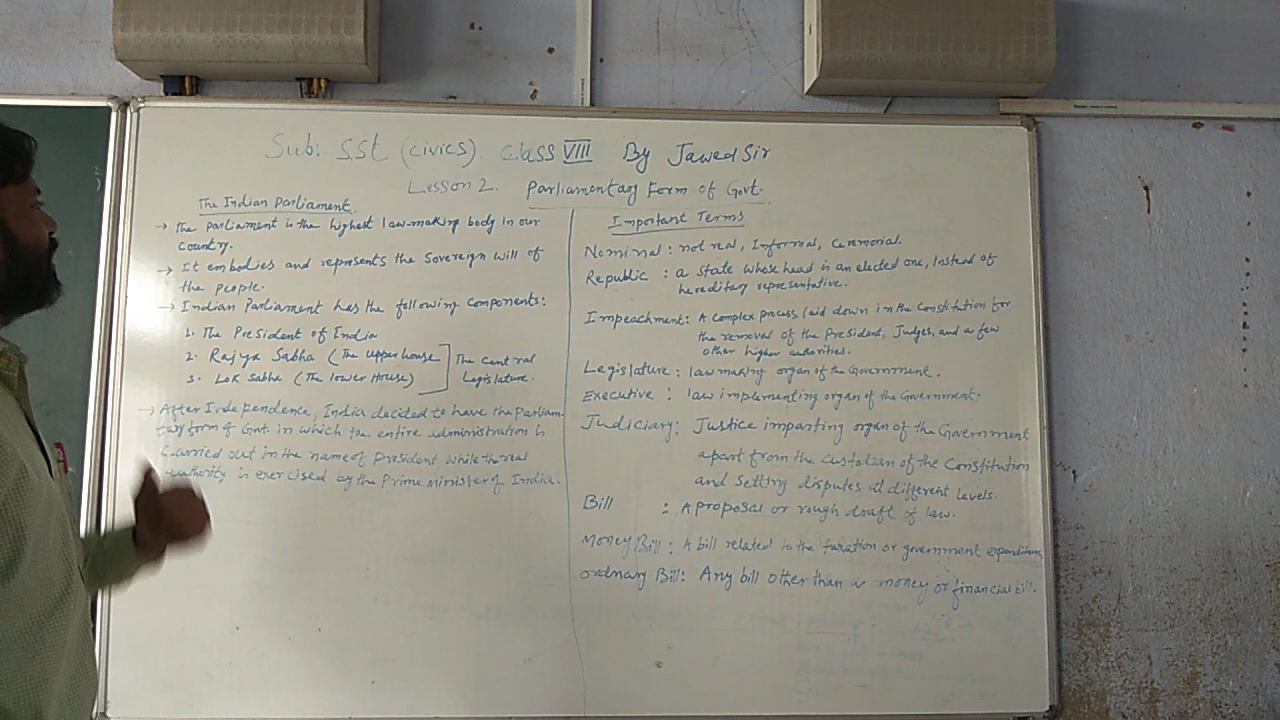 Sub: S.St (civics) Class VIII By Jawed Sir
Lesson 2. Parliamentary Form of Govt.
The Indian Parliament
→ The parliament is the highest law-making body in our
Country.
→ It embodies and represents the Sovereign will of
the people.
→ Indian Parliament has the following components:
1. The President of India
2. Rajya Sabha (The upper house
3. Lok Sabha (The lower House)
The Central
Legislature.
→ After Independence, India decided to have the Parliam-
tary form of Govt. in which the entire administration is
Carried out in the name of President while the real
authority is exercised by the Prime Minister of India.
Important Terms
Nominal: not real, Informal, Ceremonial.
Republic : a state whose head is an elected one, instead of
hereditary representative.
Impeachment: A complex process laid down in the Constitution for
the removal of the President, Judges, and a few
other higher authorities.
Legislature: law making organ of the Government.
Executive : law implementing organ of the Government.
Judiciary: Justice imparting organ of the Government
apart from the custodian of the Constitution
and settling disputes at different levels.
Bill : A proposal or rough draft of law.
Money Bill: A bill related to the taxation or government expenditure,
ordinary Bill: Any bill other than a money or financial bill.